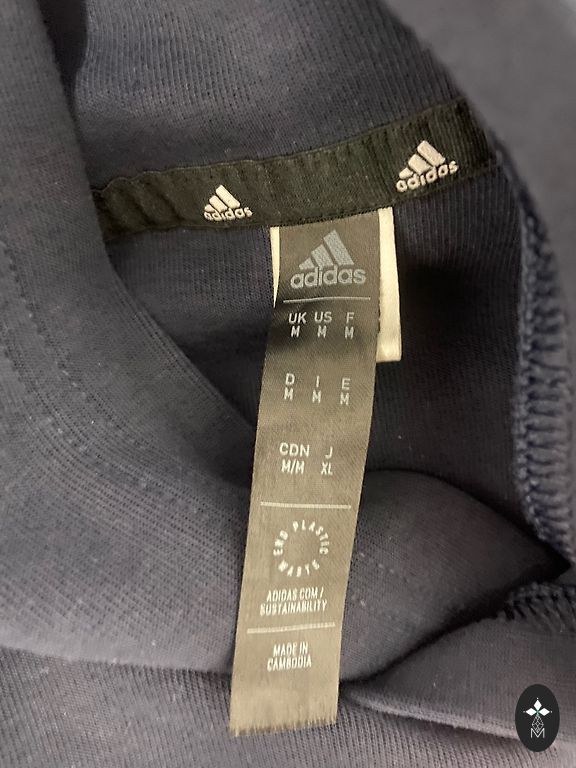 adidas
adidas
adidas
UK US F
M M M
D I E
M M M
CDN J
M/M XL
END PLASTIC WASTE
ADIDAS.COM/
SUSTAINABILITY
MADE IN
CAMBODIA
M